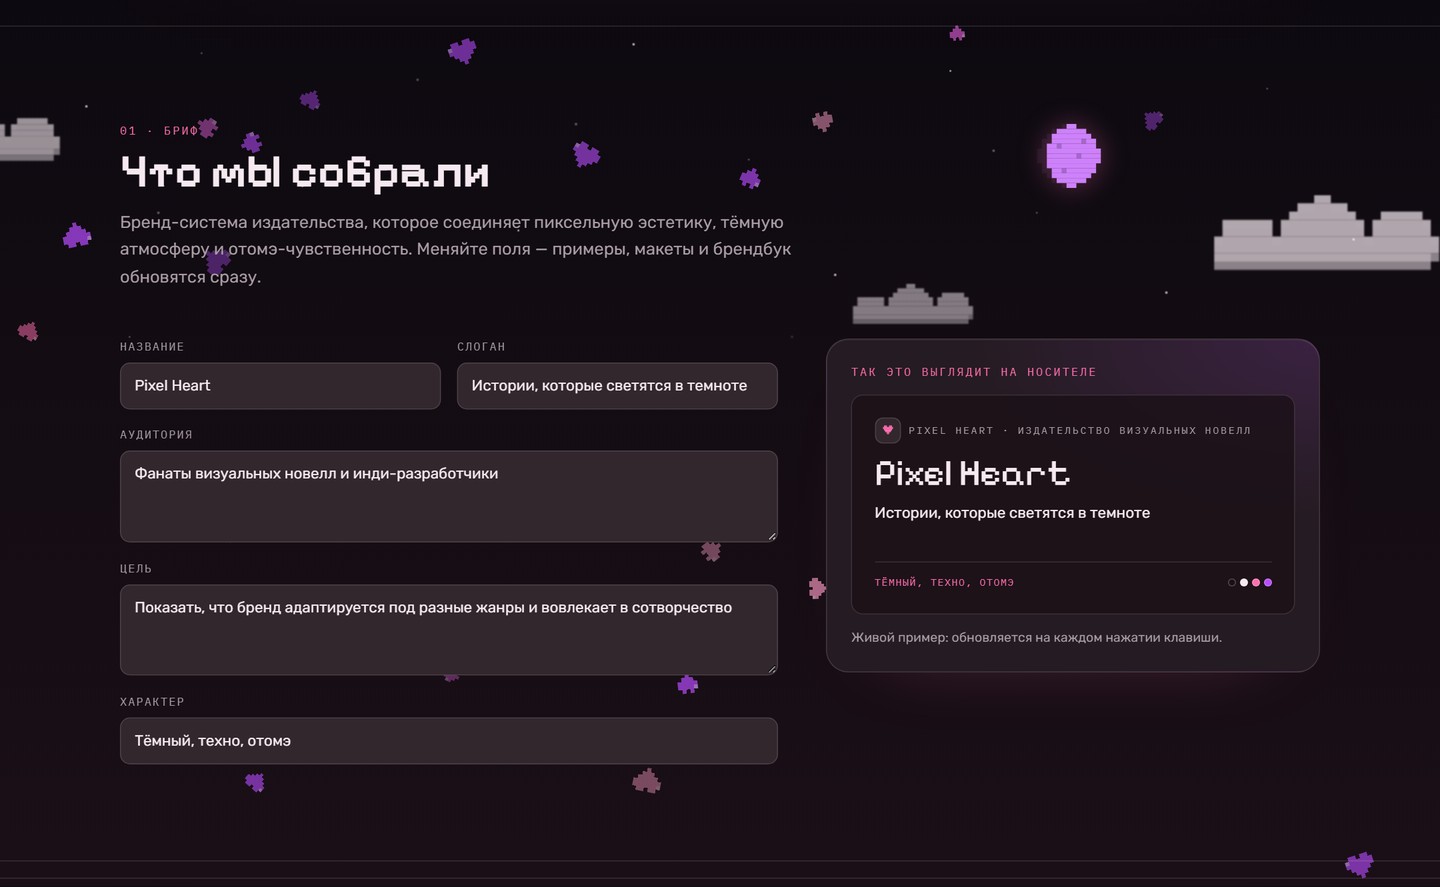 01 · БРИФ
Что мы собрали
Бренд-система издательства, которое соединяет пиксельную эстетику, тёмную
атмосферу и отомэ-чувственность. Меняйте поля — примеры, макеты и брендбук
обновятся сразу.
НАЗВАНИЕ
Pixel Heart
СЛОГАН
Истории, которые светятся в темноте
АУДИТОРИЯ
Фанаты визуальных новелл и инди-разработчики
ЦЕЛЬ
Показать, что бренд адаптируется под разные жанры и вовлекает в сотворчество
ХАРАКТЕР
Тёмный, техно, отомэ
ТАК ЭТО ВЫГЛЯДИТ НА НОСИТЕЛЕ
PIXEL HEART · ИЗДАТЕЛЬСТВО ВИЗУАЛЬНЫХ НОВЕЛЛ
Pixel Heart
Истории, которые светятся в темноте
ТЁМНЫЙ, ТЕХНО, ОТОМЭ
Живой пример: обновляется на каждом нажатии клавиши.